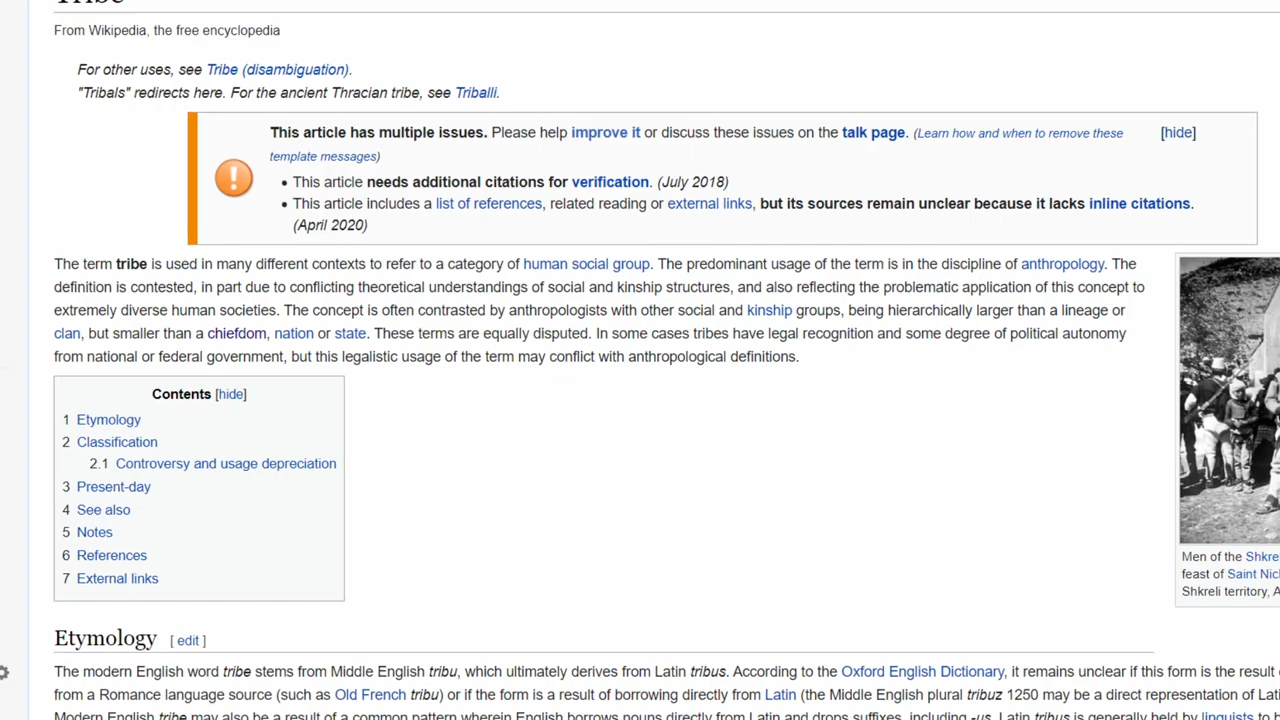 Tribe
From Wikipedia, the free encyclopedia
For other uses, see Tribe (disambiguation).
"Tribals" redirects here. For the ancient Thracian tribe, see Triballi.
This article has multiple issues. Please help improve it or discuss these issues on the talk page. (Learn how and when to remove these [hide]
template messages)
• This article needs additional citations for verification. (July 2018)
• This article includes a list of references, related reading or external links, but its sources remain unclear because it lacks inline citations.
(April 2020)
The term tribe is used in many different contexts to refer to a category of human social group. The predominant usage of the term is in the discipline of anthropology. The
definition is contested, in part due to conflicting theoretical understandings of social and kinship structures, and also reflecting the problematic application of this concept to
extremely diverse human societies. The concept is often contrasted by anthropologists with other social and kinship groups, being hierarchically larger than a lineage or
clan, but smaller than a chiefdom, nation or state. These terms are equally disputed. In some cases tribes have legal recognition and some degree of political autonomy
from national or federal government, but this legalistic usage of the term may conflict with anthropological definitions.
Contents [hide]
1 Etymology
2 Classification
2.1 Controversy and usage depreciation
3 Present-day
4 See also
5 Notes
6 References
7 External links
Men of the Shkre
feast of Saint Nic
Shkreli territory, A
Etymology [ edit ]
The modern English word tribe stems from Middle English tribu, which ultimately derives from Latin tribus. According to the Oxford English Dictionary, it remains unclear if this form is the result
from a Romance language source (such as Old French tribu) or if the form is a result of borrowing directly from Latin (the Middle English plural tribuz 1250 may be a direct representation of Lat
Modern English tribe may also be a result of a common pattern wherein English borrows nouns directly from Latin and drops suffixes, including -us. Latin tribus is generally held by linguists to